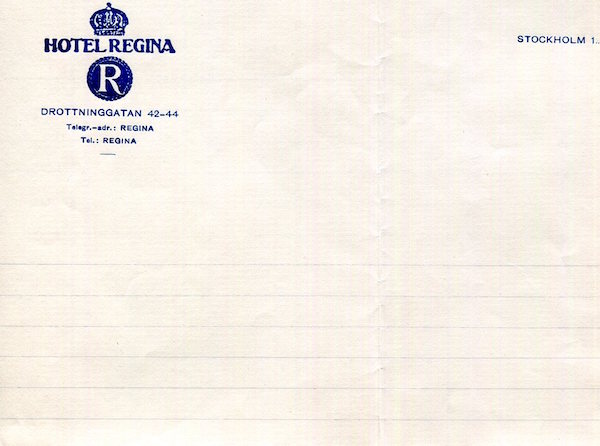 HOTEL REGINA
R
DROTTNINGGATAN 42-44
Telegr.-adr.: REGINA
Tel.: REGINA
STOCKHOLM 1..